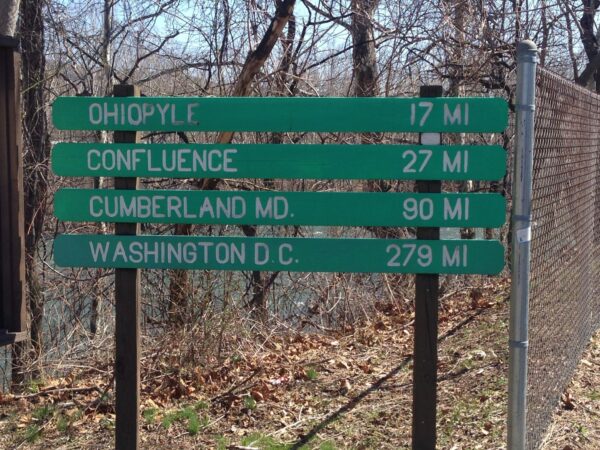 OHIOPYLE 17 MI
CONFLUENCE 27 MI
CUMBERLAND MD. 90 MI
WASHINGTON D.C. 279 MI